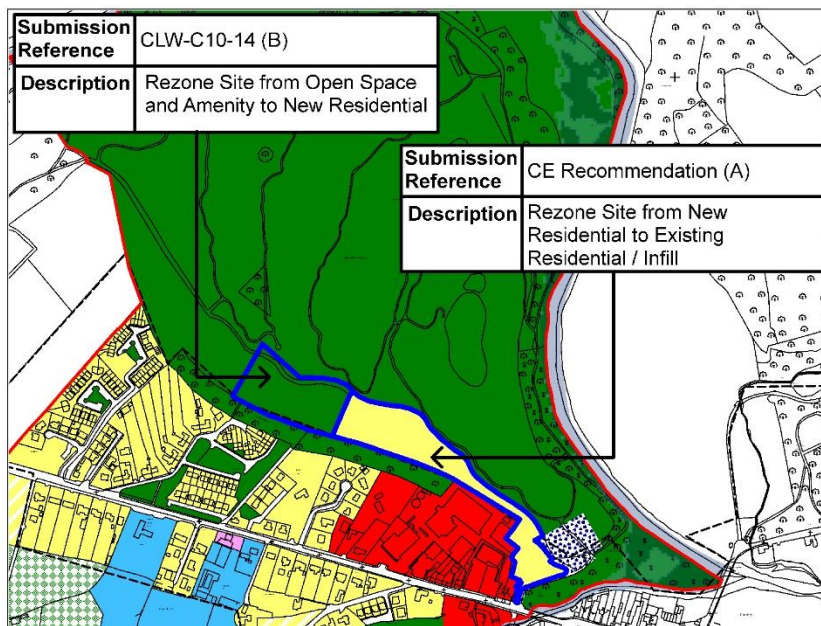 Submission
Reference
CLW-C10-14 (B)
Description
Rezone Site from Open Space
and Amenity to New Residential
Submission
Reference
CE Recommendation (A)
Description
Rezone Site from New
Residential to Existing
Residential / Infill